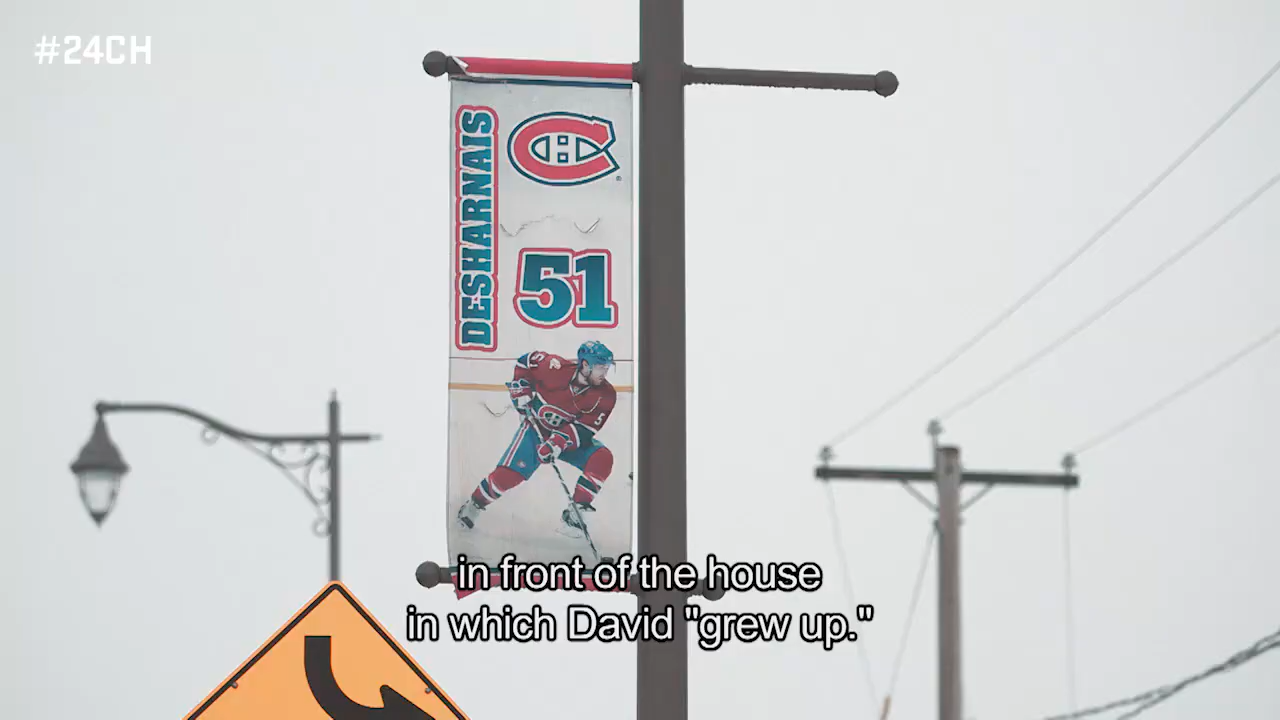 #24CH
DESHARNAIS
51
in front of the house
in which David "grew up."